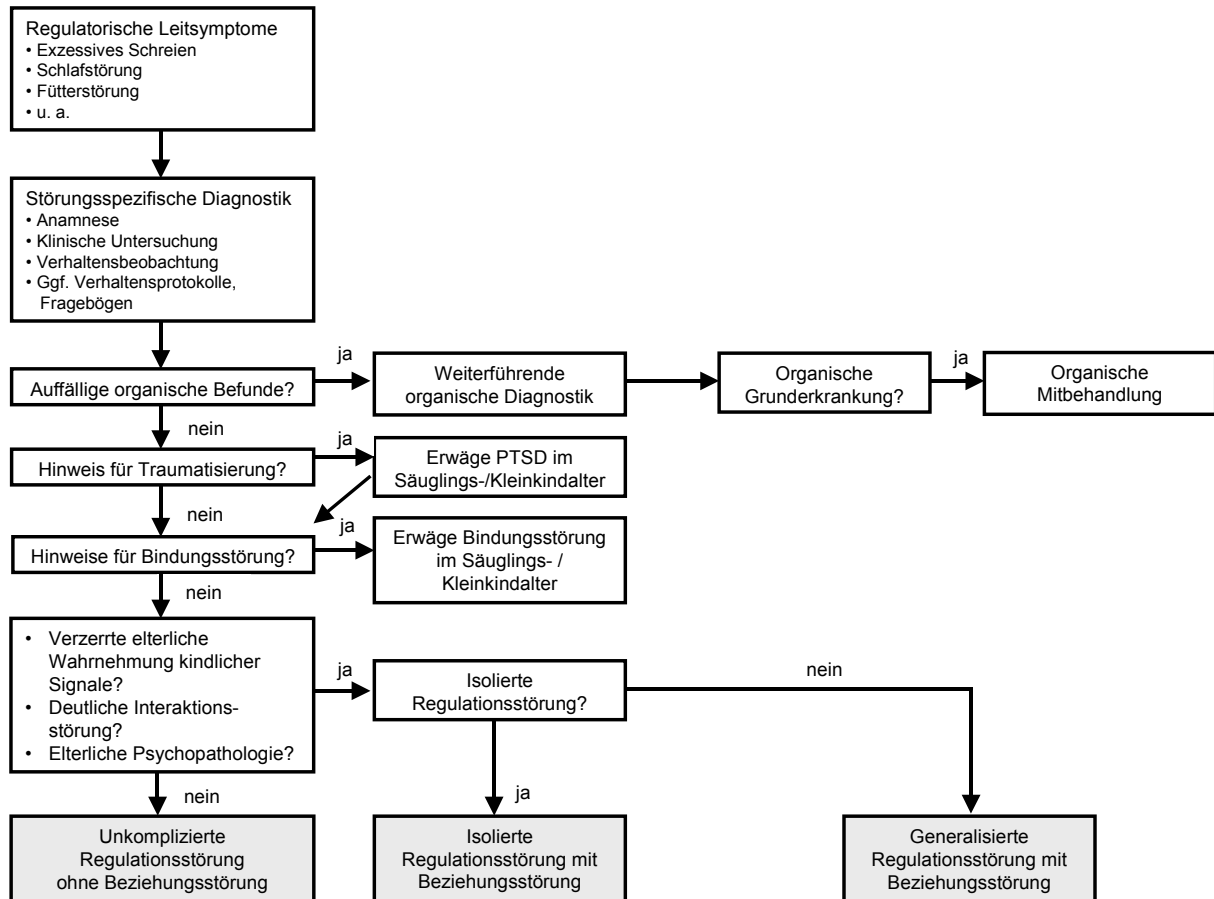 Regulatorische Leitsymptome
• Exzessives Schreien
• Schlafstörung
• Fütterstörung
• u. a.
Störungsspezifische Diagnostik
• Anamnese
• Klinische Untersuchung
• Verhaltensbeobachtung
• Ggf. Verhaltensprotokolle,
Fragebögen
Auffällige organische Befunde?
ja
Weiterführende
organische Diagnostik
Organische
Grunderkrankung?
ja
Organische
Mitbehandlung
nein
Hinweis für Traumatisierung?
ja
Erwäge PTSD im
Säuglings-/Kleinkindalter
nein
Hinweise für Bindungsstörung?
ja
Erwäge Bindungsstörung
im Säuglings- /
Kleinkindalter
nein
• Verzerrte elterliche
Wahrnehmung kindlicher
Signale?
• Deutliche Interaktions-
störung?
• Elterliche Psychopathologie?
ja
Isolierte
Regulationsstörung?
nein
nein
ja
Unkomplizierte
Regulationsstörung
ohne Beziehungsstörung
Isolierte
Regulationsstörung mit
Beziehungsstörung
Generalisierte
Regulationsstörung mit
Beziehungsstörung